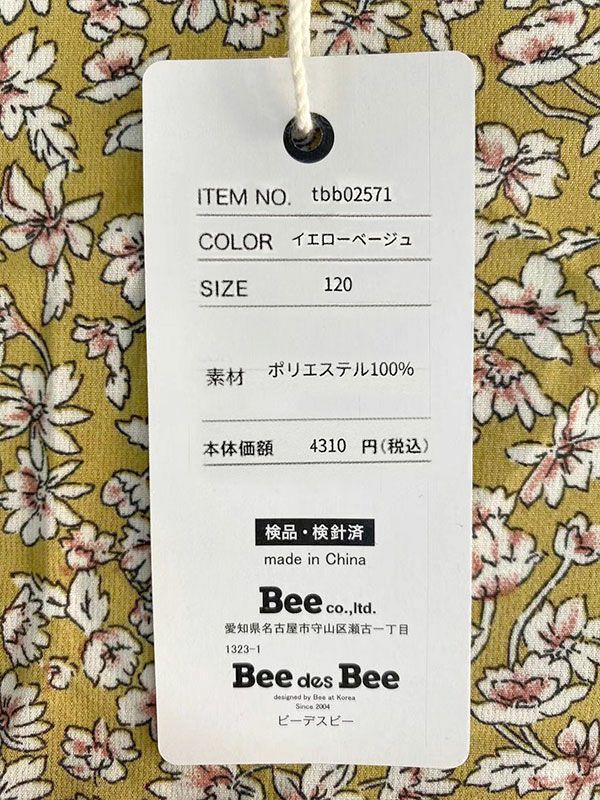 ITEM NO. tbb02571
COLOR イエローベージュ
SIZE 120
素材 ポリエステル100%
本体価額 4310 円(税込)
検品・検針済
made in China
Bee co.,ltd.
愛知県名古屋市守山区瀬古一丁目
1323-1
Bee des Bee
designed by Bee at Korea
Since 2004
ビーデスビー